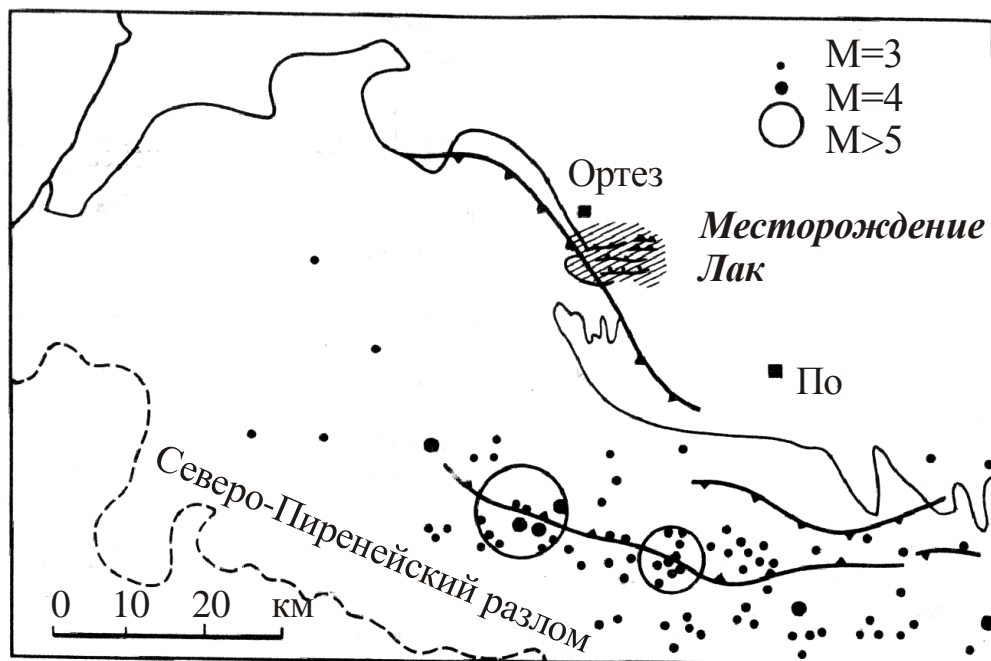 М=3
М=4
М>5
Ортез
Месторождение
Лак
По
Северо-Пиренейский разлом
0 10 20 км